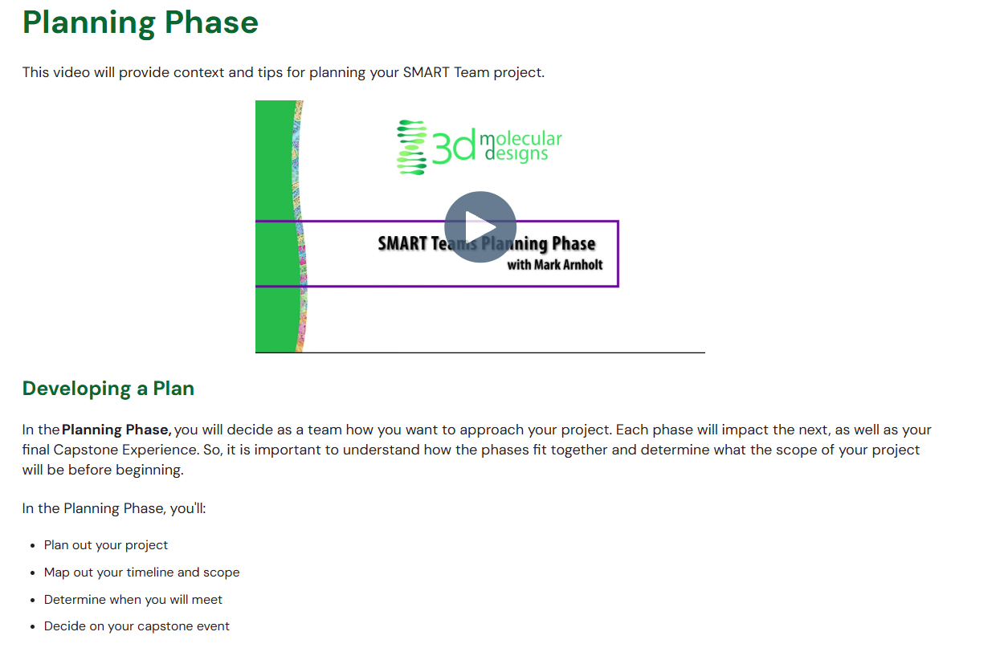 Planning Phase
This video will provide context and tips for planning your SMART Team project.
3d molecular
designs
SMART Teams Planning Phase
with Mark Arnholt
Developing a Plan
In the Planning Phase, you will decide as a team how you want to approach your project. Each phase will impact the next, as well as your
final Capstone Experience. So, it is important to understand how the phases fit together and determine what the scope of your project
will be before beginning.
In the Planning Phase, you'll:
• Plan out your project
• Map out your timeline and scope
• Determine when you will meet
• Decide on your capstone event